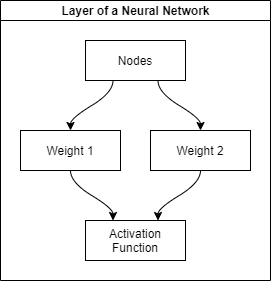 Layer of a Neural Network
Nodes
Weight 1
Weight 2
Activation
Function